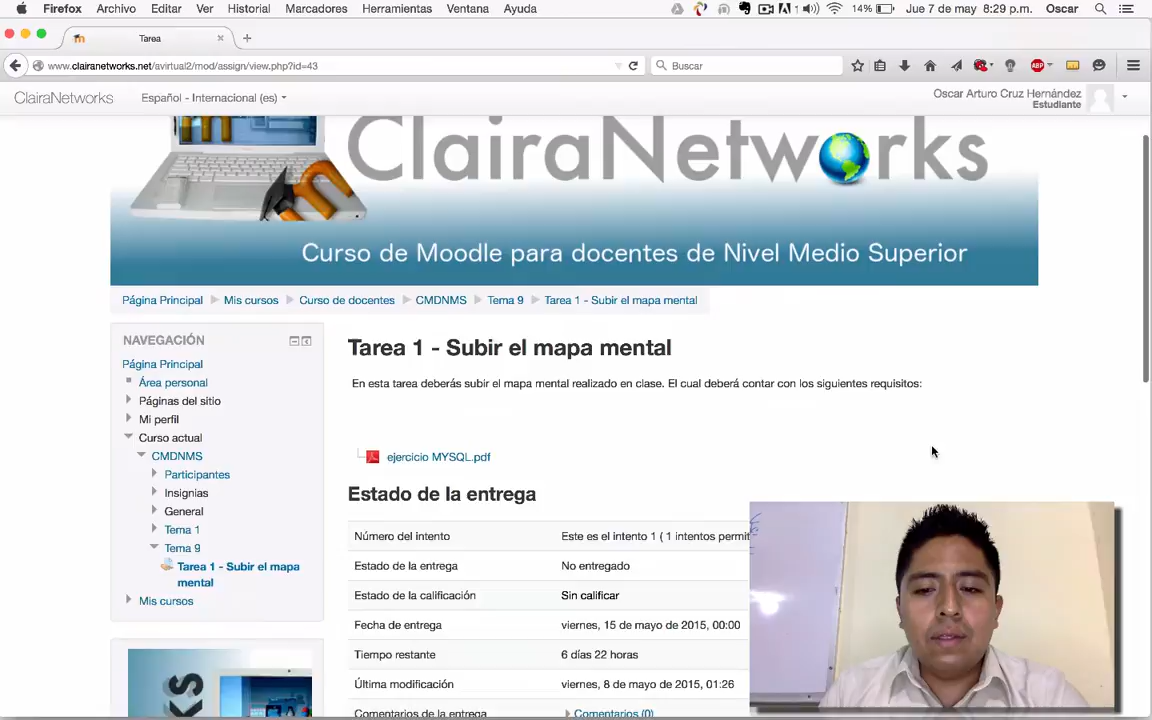 Firefox Archivo Editar Ver Historial Marcadores Herramientas Ventana Ayuda 1 14% Jue 7 de may 8:29 p.m. Oscar
Tarea
www.clairanetworks.net/avirtual2/mod/assign/view.php?id=43 Buscar ABP
ClairaNetworks Español - Internacional (es) Oscar Arturo Cruz Hernández
Estudiante
ClairaNetworks
Curso de Moodle para docentes de Nivel Medio Superior
Página Principal Mis cursos Curso de docentes CMDNMS Tema 9 Tarea 1 - Subir el mapa mental
NAVEGACIÓN
Página Principal
Área personal
Páginas del sitio
Mi perfil
Curso actual
CMDNMS
Participantes
Insignias
General
Tema 1
Tema 9
Tarea 1 - Subir el mapa
mental
Mis cursos
Tarea 1 - Subir el mapa mental
En esta tarea deberás subir el mapa mental realizado en clase. El cual deberá contar con los siguientes requisitos:
ejercicio MYSQL.pdf
Estado de la entrega
Número del intento Este es el intento 1 ( 1 intentos permit
Estado de la entrega No entregado
Estado de la calificación Sin calificar
Fecha de entrega viernes, 15 de mayo de 2015, 00:00
Tiempo restante 6 días 22 horas
Última modificación viernes, 8 de mayo de 2015, 01:26
Comentarios de la entrega Comentarios (0)